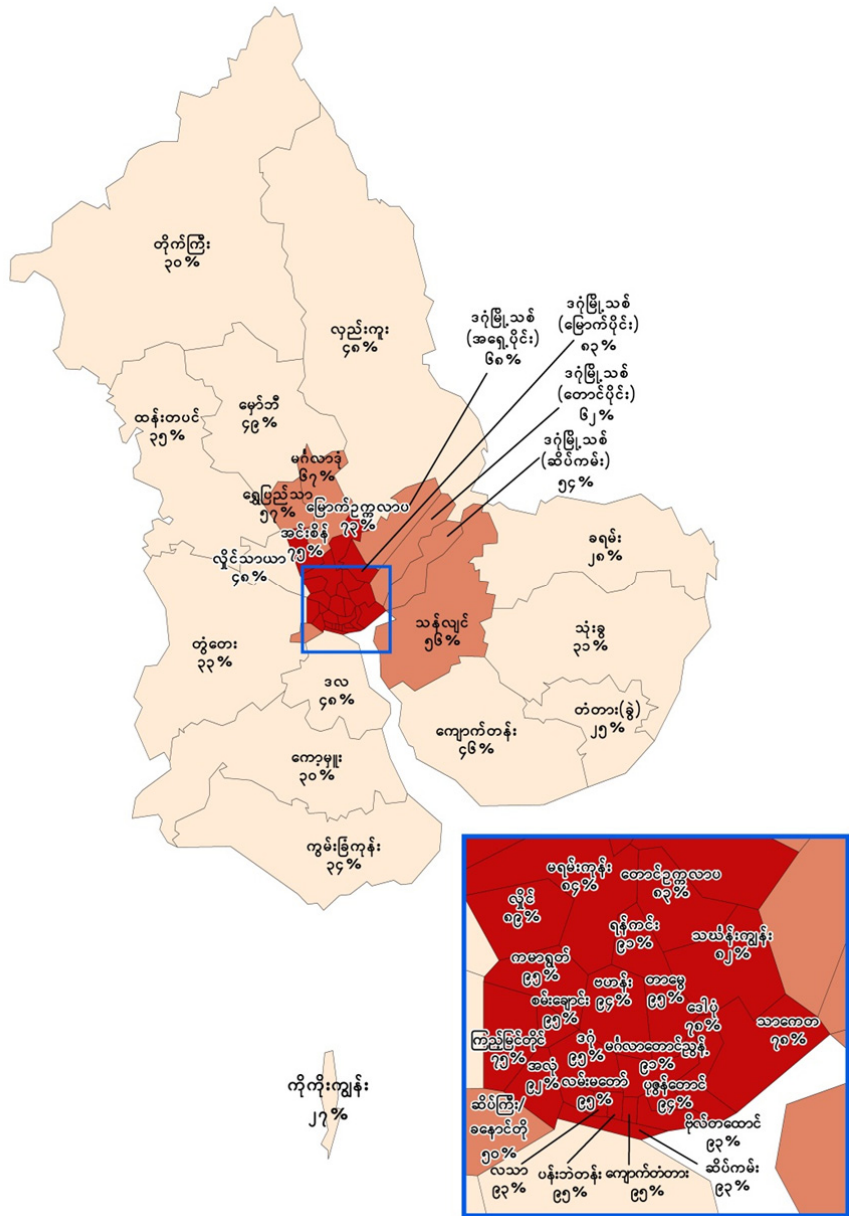 တိုက်ကြီး
၃၀%
လှည်းကူး
၄၈%
ဒဂုံမြို့သစ်
(အရှေ့ပိုင်း)
၆၈%
ဒဂုံမြို့သစ်
(မြောက်ပိုင်း)
၈၃%
ဒဂုံမြို့သစ်
(တောင်ပိုင်း)
၆၂%
ဒဂုံမြို့သစ်
(ဆိပ်ကမ်း)
၅၄%
ထန်းတပင်
၃၅%
မှော်ဘီ
၄၉%
မင်္ဂလာဒုံ
၆၇%
ရွှေပြည်သာ
၅၇%
မြောက်ဥက္ကလာပ
၇၃%
အင်းစိန်
၇၅%
လှိုင်သာယာ
၄၈%
ခရမ်း
၂၈%
သုံးခွ
၃၁%
သန်လျင်
၅၆%
တွံတေး
၃၃%
ဒလ
၄၈%
တံတား(ခွဲ)
၂၅%
ကျောက်တန်း
၄၆%
ကော့မှူး
၃၀%
ကွမ်းခြံကုန်း
၃၄%
ကိုကိုးကျွန်း
၂၇%
မရမ်းကုန်း
၈၄%
တောင်ဥက္ကလာပ
၈၃%
လှိုင်
၈၉%
ရန်ကင်း
၉၁%
သင်္ဃန်းကျွန်း
၈၂%
ကမာရွတ်
၉၅%
ဗဟန်း
၉၄%
တာမွေ
၉၅%
စမ်းချောင်း
၉၅%
ဒေါပုံ
၇၈%
သာကေတ
၇၈%
ကြည့်မြင်တိုင်
၇၅%
ဒဂုံ
၉၅%
မင်္ဂလာတောင်ညွန့်
၉၁%
အလုံ
၉၂%
လမ်းမတော်
၉၅%
ပုဇွန်တောင်
၉၄%
ဆိပ်ကြီး/
ခနောင်တို
၅၀%
ဗိုလ်တထောင်
၉၃%
လသာ
၉၃%
ပန်းဘဲတန်း
၉၅%
ကျောက်တံတား
၉၅%
ဆိပ်ကမ်း
၉၃%